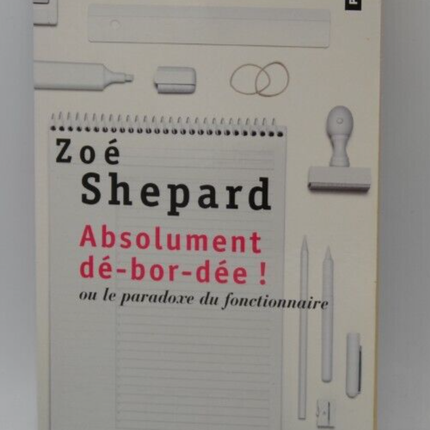 Zoé
Shepard
Absolument
dé-bor-dée !
ou le paradoxe du fonctionnaire